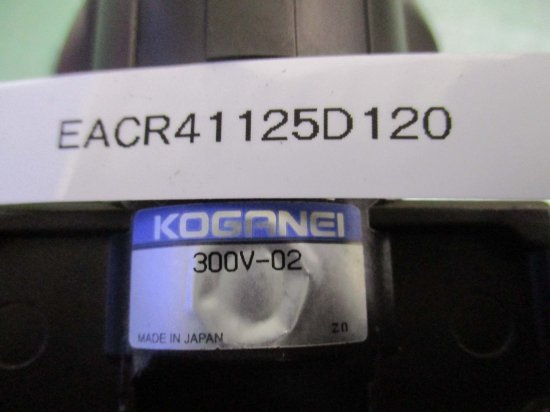 EACR41125D120
KOGANEI
300V-02
MADE IN JAPAN